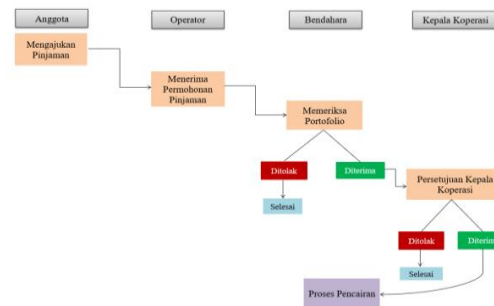 Anggota
Operator
Bendahara
Kepala Koperasi
Mengajukan
Pinjaman
Menerima
Permohonan
Pinjaman
Memeriksa
Portofolio
Ditolak
Diterima
Selesai
Persetujuan Kepala
Koperasi
Ditolak
Diterima
Selesai
Proses Pencairan